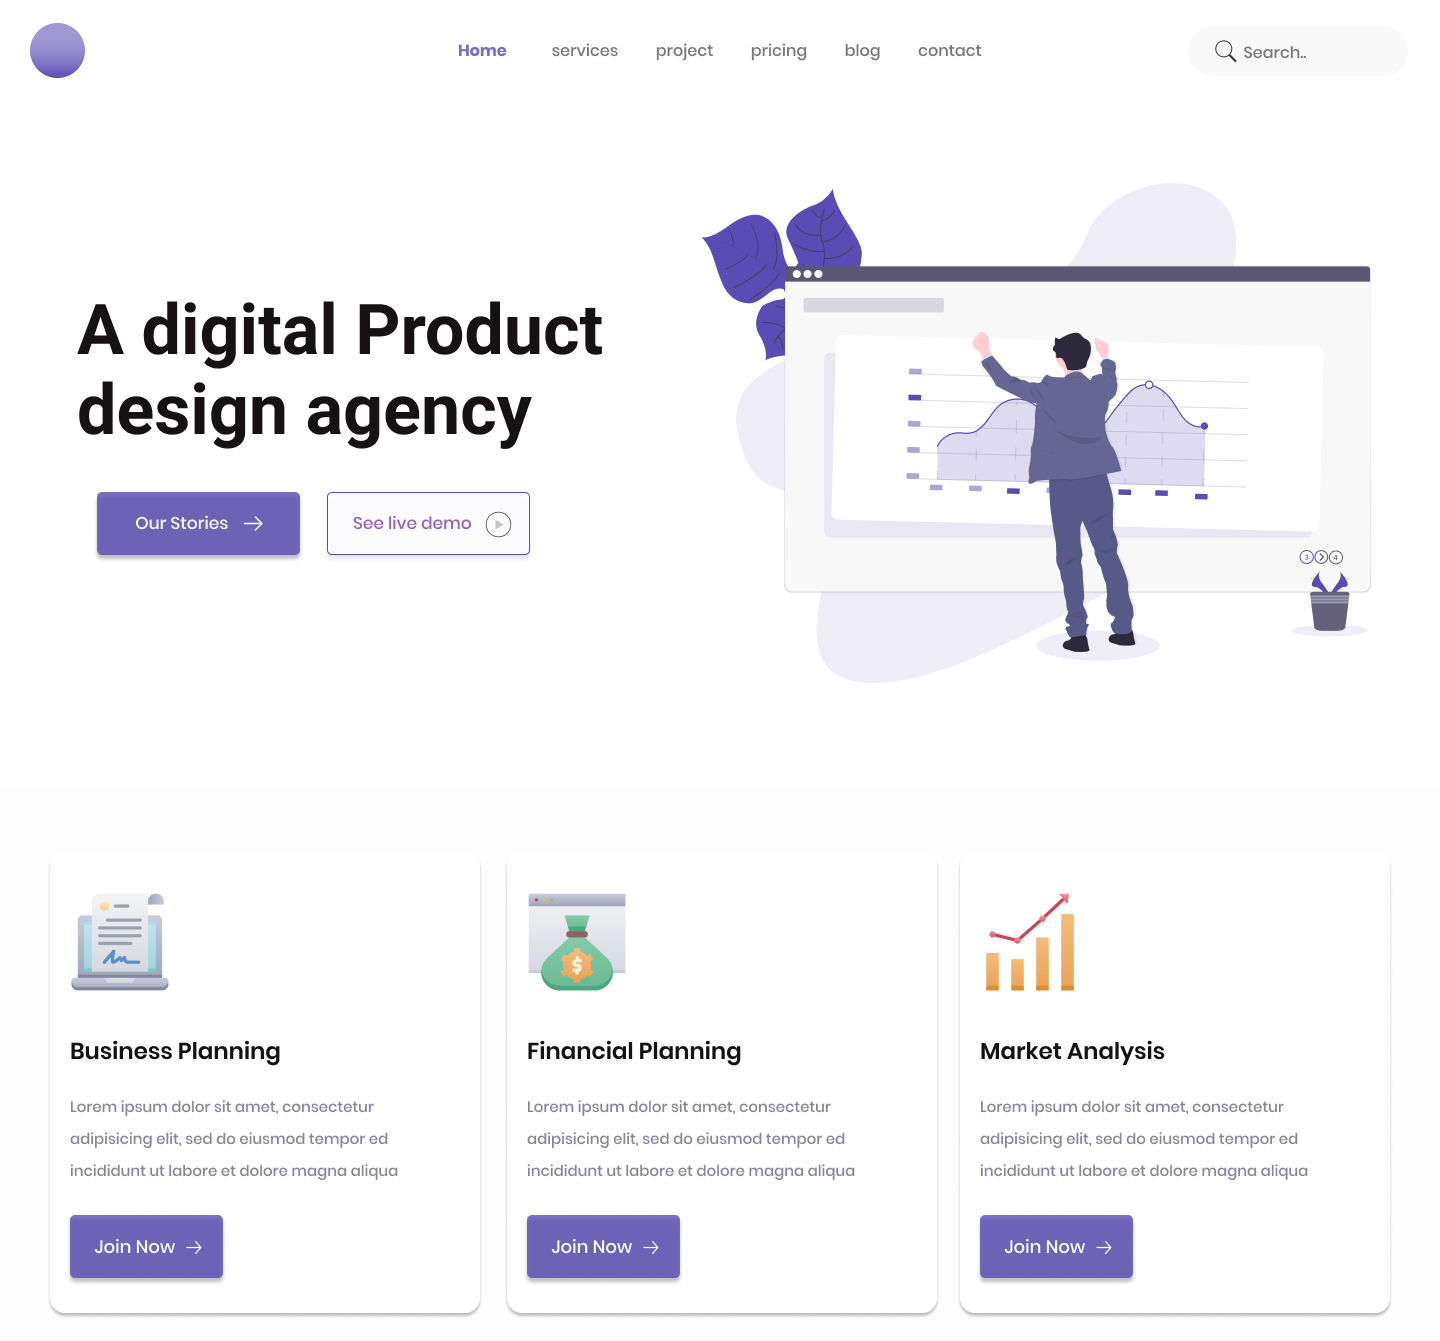 Home services project pricing blog contact Search..
A digital Product
design agency
Our Stories
See live demo
3 4
$
Business Planning
Lorem ipsum dolor sit amet, consectetur
adipisicing elit, sed do eiusmod tempor ed
incididunt ut labore et dolore magna aliqua
Join Now
Financial Planning
Lorem ipsum dolor sit amet, consectetur
adipisicing elit, sed do eiusmod tempor ed
incididunt ut labore et dolore magna aliqua
Join Now
Market Analysis
Lorem ipsum dolor sit amet, consectetur
adipisicing elit, sed do eiusmod tempor ed
incididunt ut labore et dolore magna aliqua
Join Now